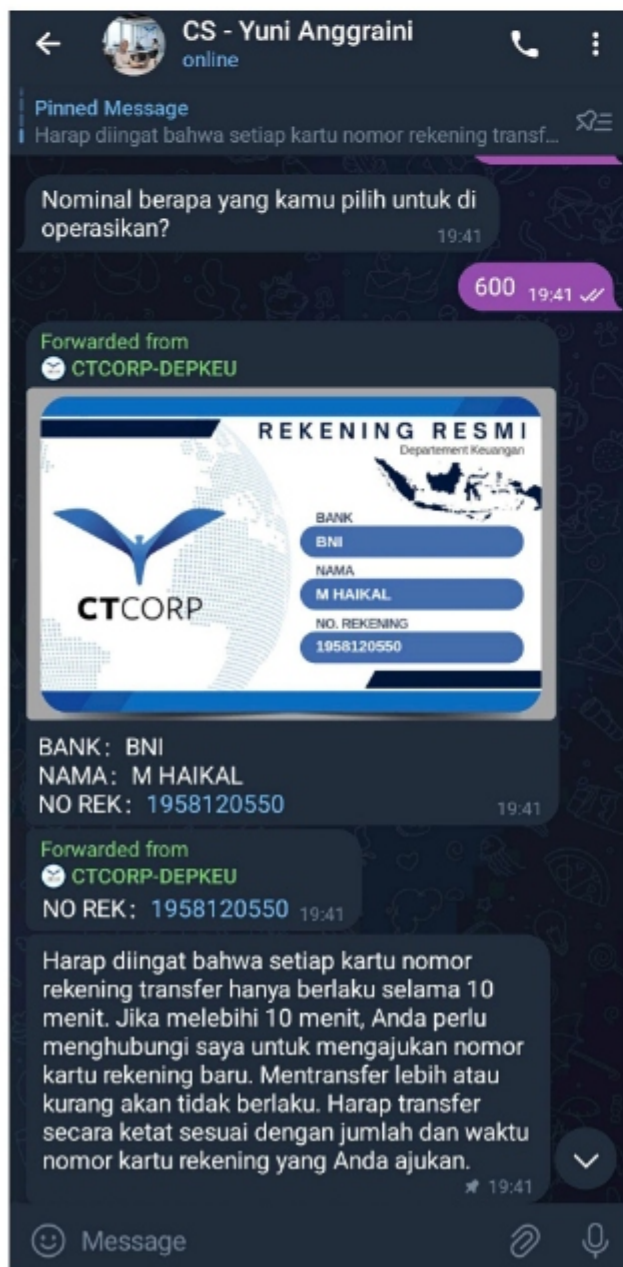 CS - Yuni Anggraini
online
Pinned Message
Harap diingat bahwa setiap kartu nomor rekening transf...
Nominal berapa yang kamu pilih untuk di
operasikan?
19:41
600 19:41
Forwarded from
CTCORP-DEPKEU
REKENING RESMI
Departement Keuangan
BANK
BNI
NAMA
M HAIKAL
NO. REKENING
1958120550
CTCORP
BANK: BNI
NAMA: M HAIKAL
NO REK: 1958120550
19:41
Forwarded from
CTCORP-DEPKEU
NO REK: 1958120550 19:41
Harap diingat bahwa setiap kartu nomor
rekening transfer hanya berlaku selama 10
menit. Jika melebihi 10 menit, Anda perlu
menghubungi saya untuk mengajukan nomor
kartu rekening baru. Mentransfer lebih atau
kurang akan tidak berlaku. Harap transfer
secara ketat sesuai dengan jumlah dan waktu
nomor kartu rekening yang Anda ajukan.
19:41
Message